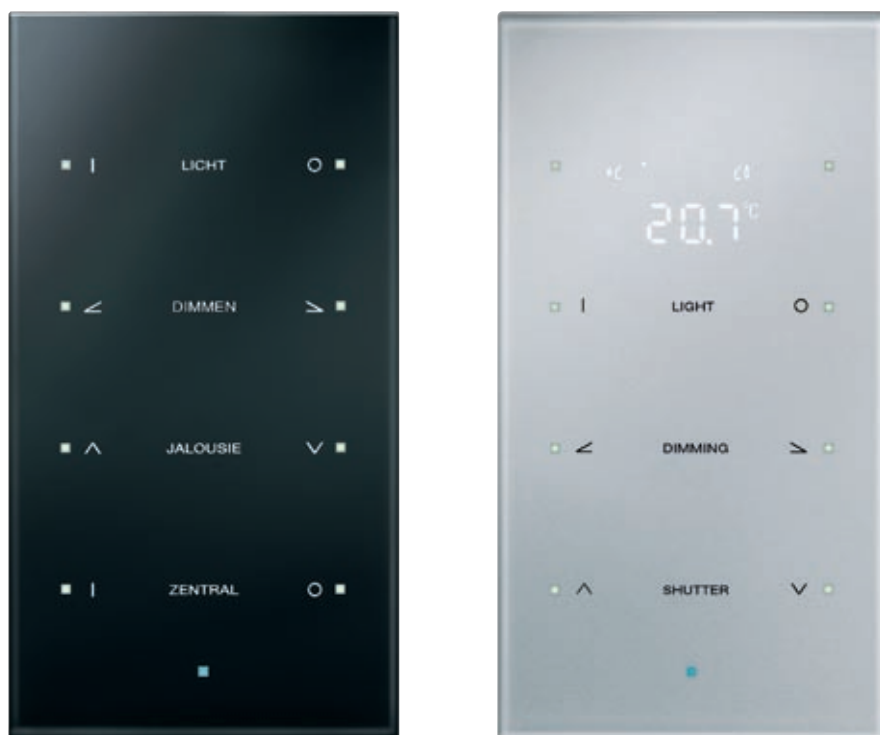 LICHT
DIMMEN
JALOUSIE
ZENTRAL
20.7 °C
LIGHT
DIMMING
SHUTTER